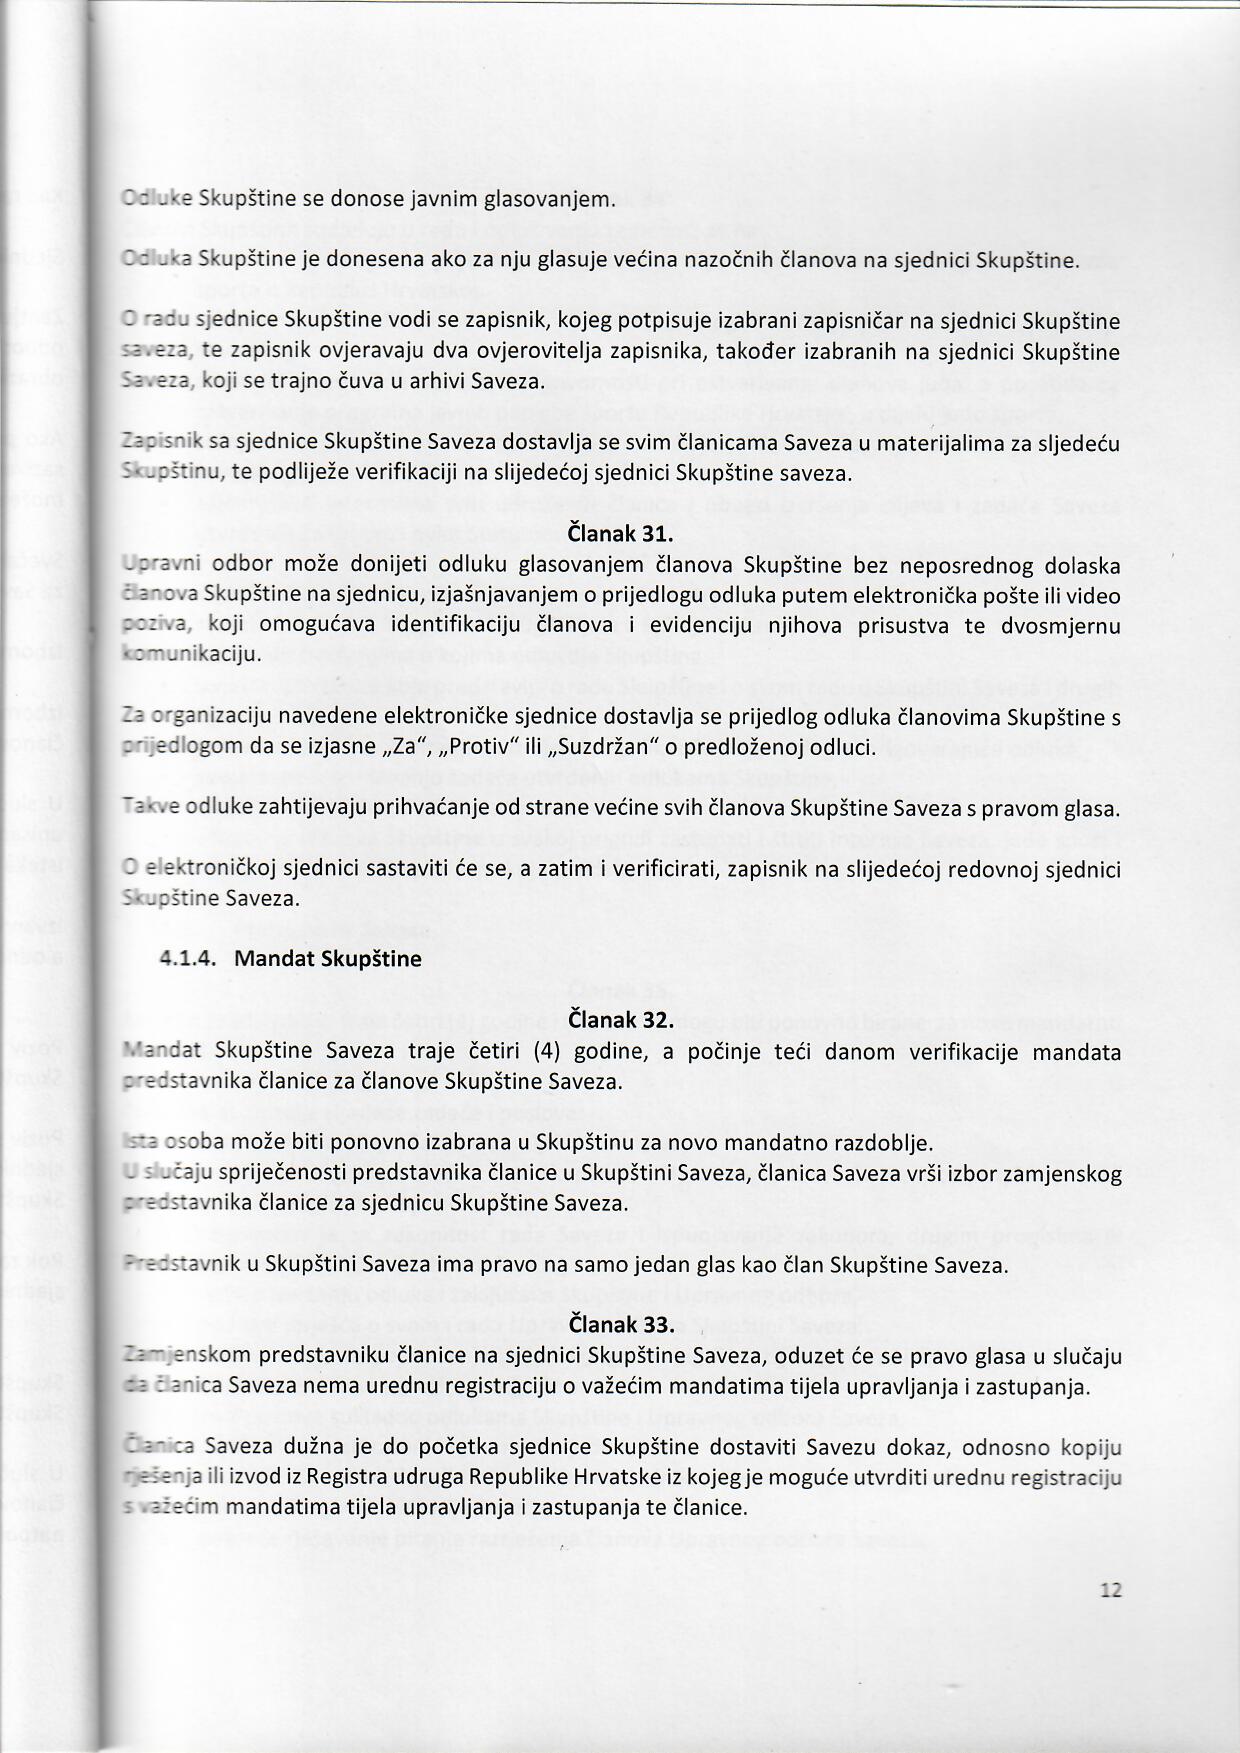 Odluke Skupštine se donose javnim glasovanjem.
Odluka Skupštine je donesena ako za nju glasuje većina nazočnih članova na sjednici Skupštine.
O radu sjednice Skupštine vodi se zapisnik, kojeg potpisuje izabrani zapisničar na sjednici Skupštine
saveza, te zapisnik ovjeravaju dva ovjerovitelja zapisnika, također izabranih na sjednici Skupštine
Saveza, koji se trajno čuva u arhivi Saveza.
Zapisnik sa sjednice Skupštine Saveza dostavlja se svim članicama Saveza u materijalima za sljedeću
Skupštinu, te podliježe verifikaciji na slijedećoj sjednici Skupštine saveza.
Članak 31.
Upravni odbor može donijeti odluku glasovanjem članova Skupštine bez neposrednog dolaska
članova Skupštine na sjednicu, izjašnjavanjem o prijedlogu odluka putem elektronička pošte ili video
poziva, koji omogućava identifikaciju članova i evidenciju njihova prisustva te dvosmjernu
komunikaciju.
Za organizaciju navedene elektroničke sjednice dostavlja se prijedlog odluka članovima Skupštine s
prijedlogom da se izjasne „Za“, „Protiv“ ili „Suzdržan“ o predloženoj odluci.
Takve odluke zahtijevaju prihvaćanje od strane većine svih članova Skupštine Saveza s pravom glasa.
O elektroničkoj sjednici sastaviti će se, a zatim i verificirati, zapisnik na slijedećoj redovnoj sjednici
Skupštine Saveza.
4.1.4. Mandat Skupštine
Članak 32.
Mandat Skupštine Saveza traje četiri (4) godine, a počinje teći danom verifikacije mandata
predstavnika članice za članove Skupštine Saveza.
Ista osoba može biti ponovno izabrana u Skupštinu za novo mandatno razdoblje.
U slučaju spriječenosti predstavnika članice u Skupštini Saveza, članica Saveza vrši izbor zamjenskog
predstavnika članice za sjednicu Skupštine Saveza.
Predstavnik u Skupštini Saveza ima pravo na samo jedan glas kao član Skupštine Saveza.
Članak 33.
Zamjenskom predstavniku članice na sjednici Skupštine Saveza, oduzet će se pravo glasa u slučaju
da članica Saveza nema urednu registraciju o važećim mandatima tijela upravljanja i zastupanja.
Članica Saveza dužna je do početka sjednice Skupštine dostaviti Savezu dokaz, odnosno kopiju
rješenja ili izvod iz Registra udruga Republike Hrvatske iz kojeg je moguće utvrditi urednu registraciju
s važećim mandatima tijela upravljanja i zastupanja te članice.
12